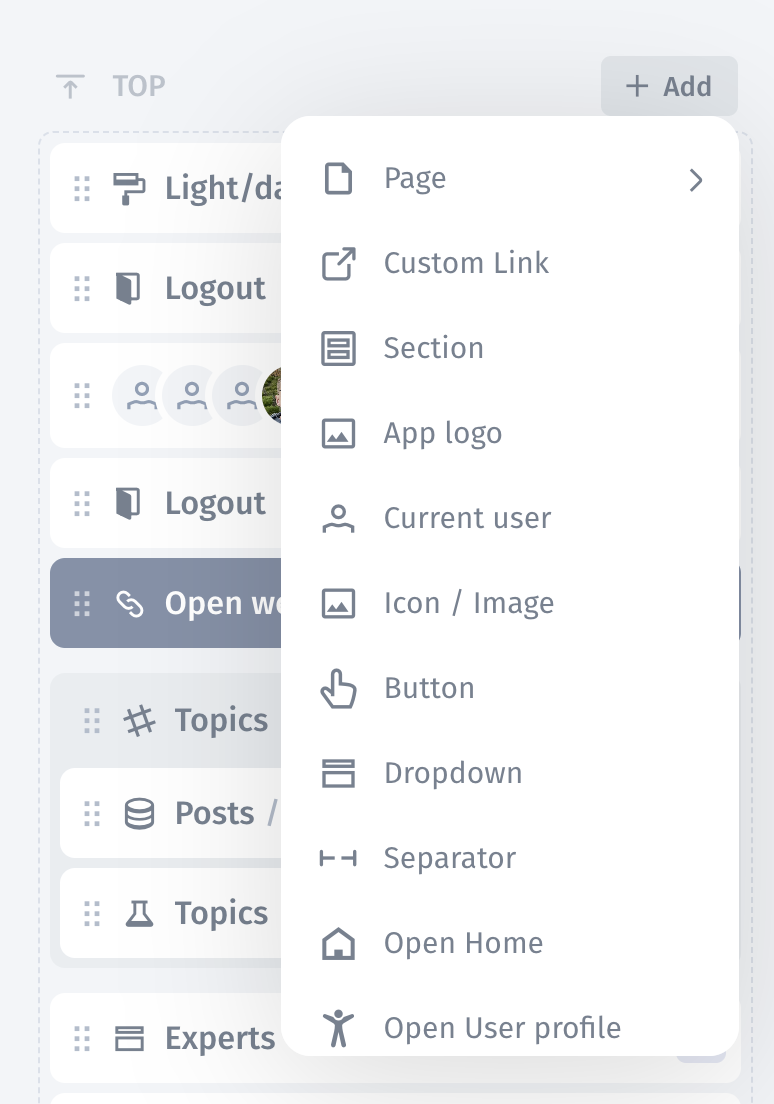 TOP
Add
Light/da
Logout
Logout
Open
Topics
Posts /
Topics
Experts
Page
Custom Link
Section
App logo
Current user
Icon / Image
Button
Dropdown
Separator
Open Home
Open User profile